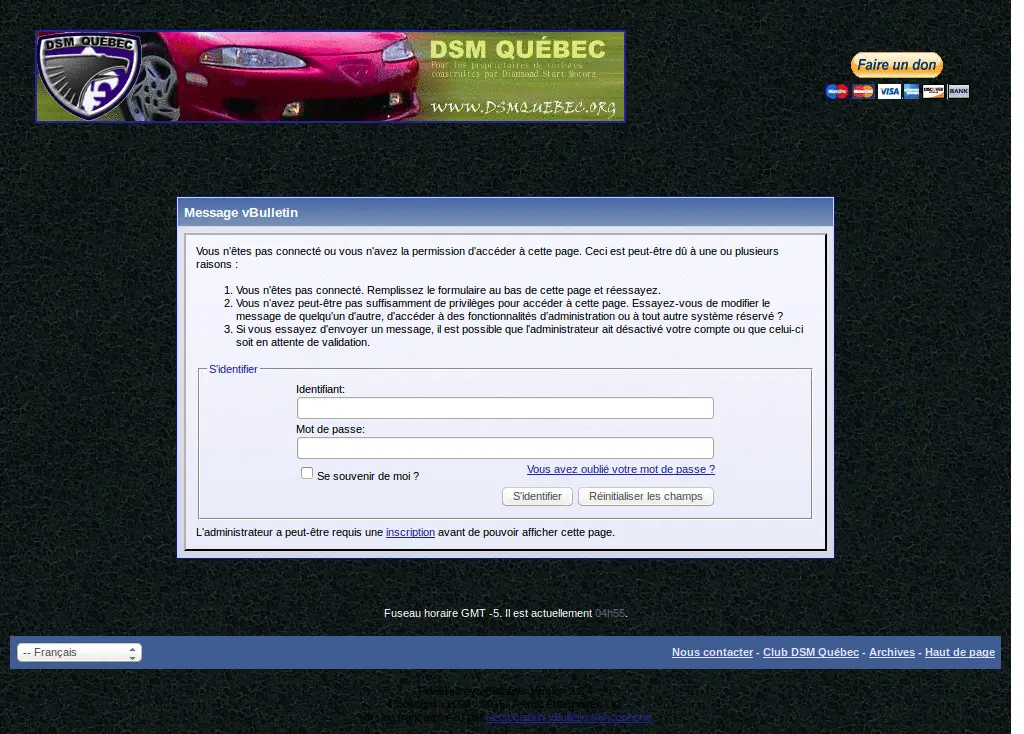 DSM QUÉBEC
DSM QUÉBEC
Pour les propriétaires de voitures
construites par Diammond Start Motors
WWW.DSMQUEBEC.ORG
Faire un don
VISA
BANK
Message vBulletin
Vous n'êtes pas connecté ou vous n'avez la permission d'accéder à cette page. Ceci est peut-être dû à une ou plusieurs
raisons :
1. Vous n'êtes pas connecté. Remplissez le formulaire au bas de cette page et réessayez.
2. Vous n'avez peut-être pas suffisamment de privilèges pour accéder à cette page. Essayez-vous de modifier le
message de quelqu'un d'autre, d'accéder à des fonctionnalités d'administration ou à tout autre système réservé ?
3. Si vous essayez d'envoyer un message, il est possible que l'administrateur ait désactivé votre compte ou que celui-ci
soit en attente de validation.
S'identifier
Identifiant:
Mot de passe:
Se souvenir de moi ?
Vous avez oublié votre mot de passe ?
S'identifier
Réinitialiser les champs
L'administrateur a peut-être requis une inscription avant de pouvoir afficher cette page.
Fuseau horaire GMT -5. Il est actuellement 04h55.
-- Français
Nous contacter - Club DSM Québec - Archives - Haut de page
l'association vBulletin francophone